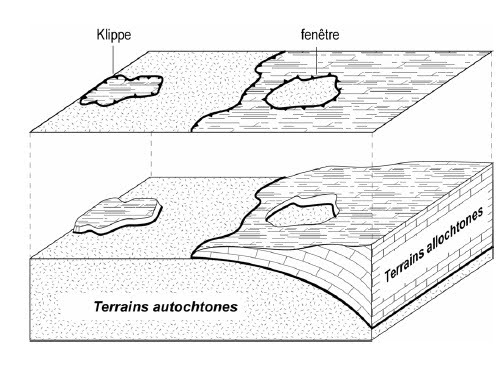 Klippe
fenêtre
Terrains allochtones
Terrains autochtones